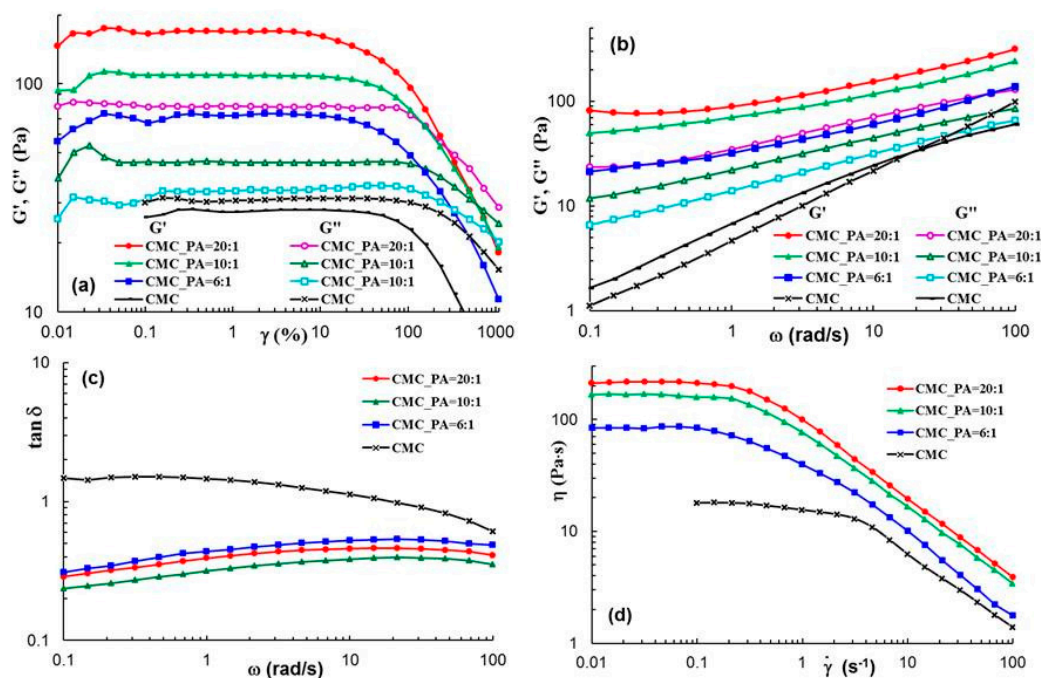 (a)
G', G'' (Pa)
100
10
G' G''
CMC_PA=20:1 CMC_PA=20:1
CMC_PA=10:1 CMC_PA=10:1
CMC_PA=6:1 CMC_PA=10:1
CMC CMC
0.01 0.1 1 10 100 1000
γ (%)
(b)
G', G'' (Pa)
1000
100
10
1
G' G''
CMC_PA=20:1 CMC_PA=20:1
CMC_PA=10:1 CMC_PA=10:1
CMC_PA=6:1 CMC_PA=6:1
CMC CMC
0.1 1 10 100
ω (rad/s)
(c)
tan δ
10
1
0.1
CMC_PA=20:1
CMC_PA=10:1
CMC_PA=6:1
CMC
0.1 1 10 100
ω (rad/s)
(d)
η (Pa·s)
100
10
1
CMC_PA=20:1
CMC_PA=10:1
CMC_PA=6:1
CMC
0.01 0.1 1 10 100
γ̇ (s⁻¹)